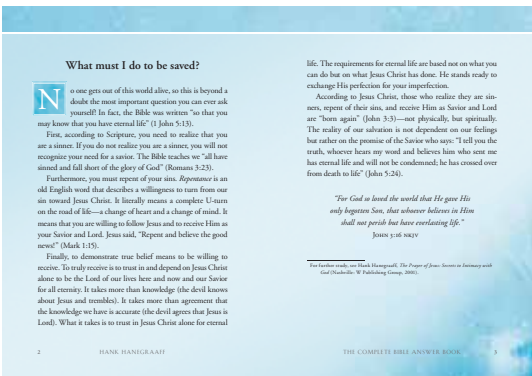 What must I do to be saved?
No one gets out of this world alive, so this is beyond a
doubt the most important question you can ever ask
yourself! In fact, the Bible was written "so that you
may know that you have eternal life" (1 John 5:13).
First, according to Scripture, you need to realize that you
are a sinner. If you do not realize you are a sinner, you will not
recognize your need for a savior. The Bible teaches we "all have
sinned and fall short of the glory of God" (Romans 3:23).
Furthermore, you must repent of your sins. Repentance is an
old English word that describes a willingness to turn from our
sin toward Jesus Christ. It literally means a complete U-turn
on the road of life—a change of heart and a change of mind. It
means that you are willing to follow Jesus and to receive Him as
your Savior and Lord. Jesus said, "Repent and believe the good
news!" (Mark 1:15).
Finally, to demonstrate true belief means to be willing to
receive. To truly receive is to trust in and depend on Jesus Christ
alone to be the Lord of our lives here and now and our Savior
for all eternity. It takes more than knowledge (the devil knows
about Jesus and trembles). It takes more than agreement that
the knowledge we have is accurate (the devil agrees that Jesus is
Lord). What it takes is to trust in Jesus Christ alone for eternal
2 HANK HANEGRAAFF
life. The requirements for eternal life are based not on what you
can do but on what Jesus Christ has done. He stands ready to
exchange His perfection for your imperfection.
According to Jesus Christ, those who realize they are sin-
ners, repent of their sins, and receive Him as Savior and Lord
are "born again" (John 3:3)—not physically, but spiritually.
The reality of our salvation is not dependent on our feelings
but rather on the promise of the Savior who says: "I tell you the
truth, whoever hears my word and believes him who sent me
has eternal life and will not be condemned; he has crossed over
from death to life" (John 5:24).
"For God so loved the world that He gave His
only begotten Son, that whoever believes in Him
shall not perish but have everlasting life."
JOHN 3:16 NKJV
For further study, see Hank Hanegraaff, The Prayer of Jesus: Secrets to Intimacy with
God (Nashville: W Publishing Group, 2001).
THE COMPLETE BIBLE ANSWER BOOK 3